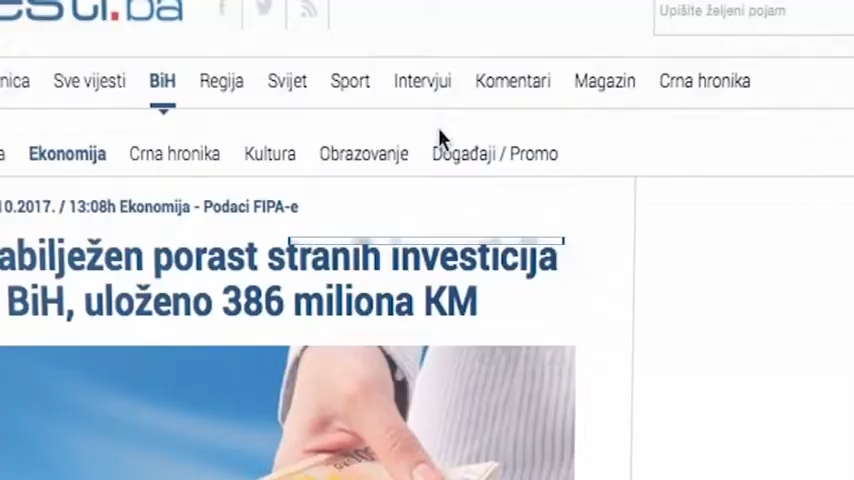 .ba
Upišite željeni pojam
Sve vijesti BiH Regija Svijet Sport Intervjui Komentari Magazin Crna hronika
Ekonomija Crna hronika Kultura Obrazovanje Događaji / Promo
10.2017. / 13:08h Ekonomija - Podaci FIPA-e
abilježen porast stranih investicija
BiH, uloženo 386 miliona KM